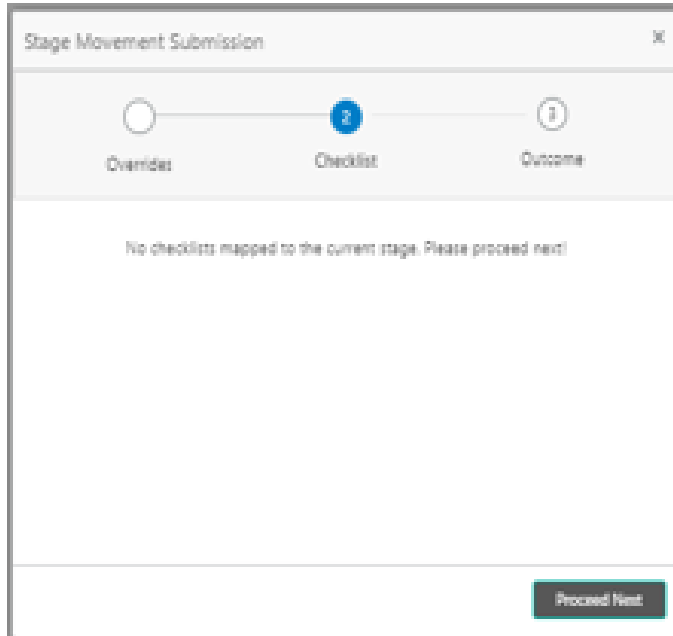 Stage Movement Submission
2
3
Overrides
Checklist
Outcome
No checklists mapped to the current stage. Please proceed next!
Proceed Next